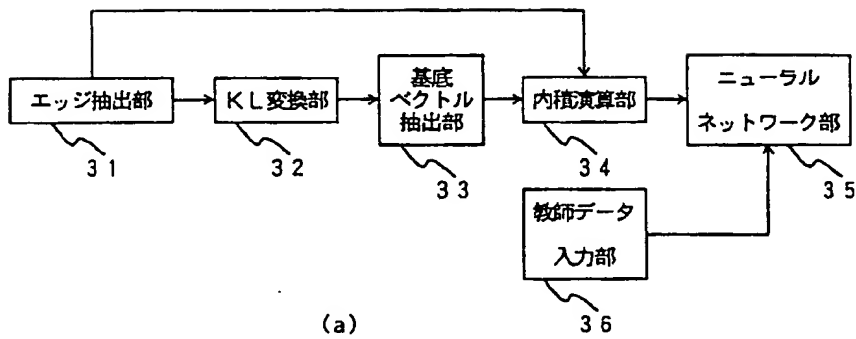 エッジ抽出部
KL変換部
基底
ベクトル
抽出部
内積演算部
ニューラル
ネットワーク部
31
32
33
34
35
教師データ
入力部
36
(a)